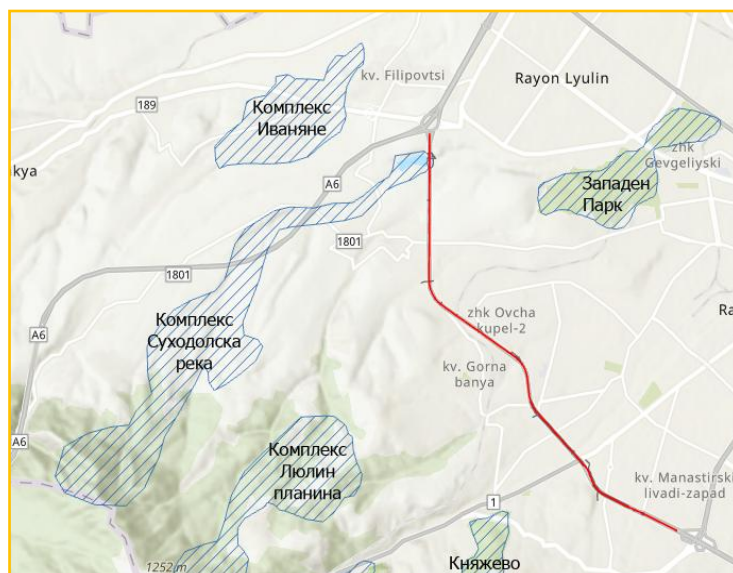 kv. Filipovtsi
Rayon Lyulin
189
Комплекс
Иваняне
zhk
Gevgeliyski
kya
A6
Западен
Парк
1801
1801
Комплекс
Суходолска
река
zhk Ovcha
kupel-2
Ra
A6
kv. Gorna
banya
A6
Комплекс
Люлин
планина
kv. Manastirski
livadi-zapad
1
1252 m
Княжево